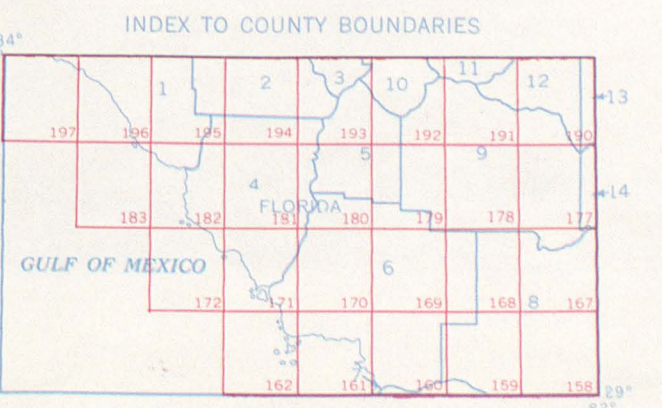 INDEX TO COUNTY BOUNDARIES
84°
1 2 3 10 11 12
13
197 196 195 194 193 192 191 190
5 9
4
14
FLORIDA
183 182 181 180 179 178 177
GULF OF MEXICO
6
172 171 170 169 168 8 167
162 161 160 159 158
29°